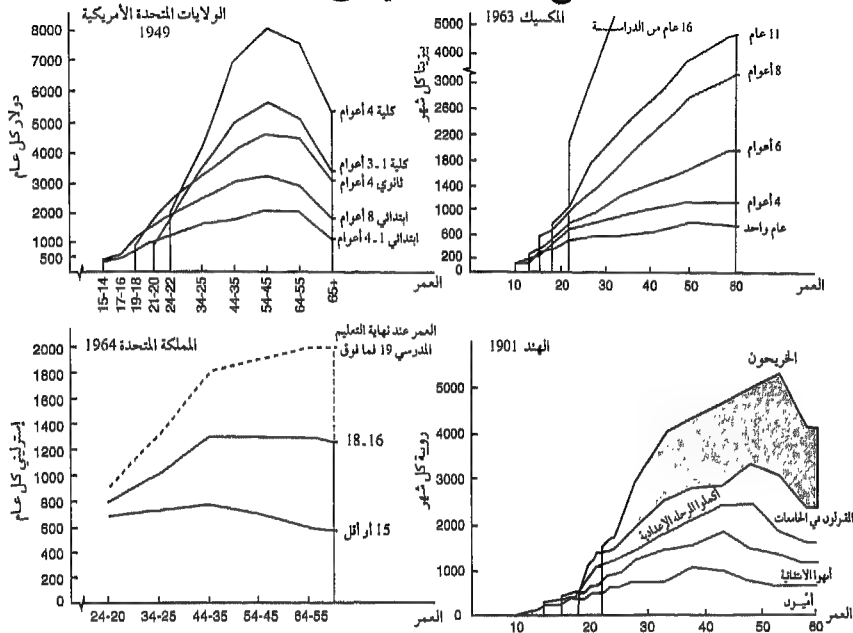 الولايات المتحدة الأمريكية
1949
دولار كل عام
8000
7000
6000
5000
4000
3000
2000
1000
500
0
كلية 4 أعوام
كلية 1 ـ 3 أعوام
ثانوي 4 أعوام
ابتدائي 8 أعوام
ابتدائي 1 ـ 4 أعوام
15-14
17-16
19-18
21-20
24-22
34-25
44-35
54-45
64-55
65+
العمر
المكسيك 1963
بيزيتا كل شهر
5000
4000
3000
2600
2200
1800
1400
1000
600
200
0
16 عام من الدراسة
11 عام
8 أعوام
6 أعوام
4 أعوام
عام واحد
10
20
30
40
50
60
العمر
المملكة المتحدة 1964
إسترليني كل عام
2000
1800
1600
1400
1200
1000
800
600
400
200
0
العمر عند نهاية التعليم
المدرسي 19 فما فوق
18 ـ 16
15 أو أقل
24-20
34-25
44-35
54-45
64-55
العمر
الهند 1901
روبية كل شهر
5000
4000
3000
2000
1000
0
الخريجون
أكملوا المرحلة الإعدادية
10
20
30
40
50
60
العمر